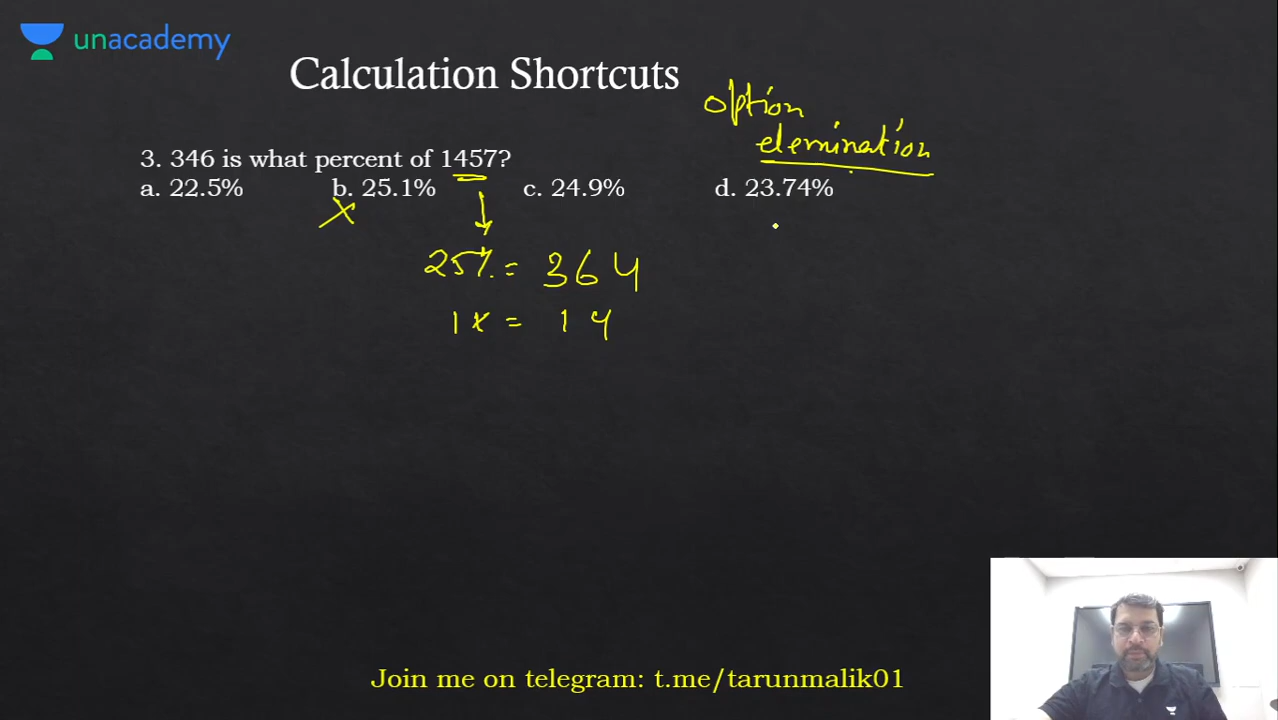 unacademy
Calculation Shortcuts
option
elemination
3. 346 is what percent of 1457?
a. 22.5% b. 25.1% c. 24.9% d. 23.74%
25% = 364
1% = 14
Join me on telegram: t.me/tarunmalik01